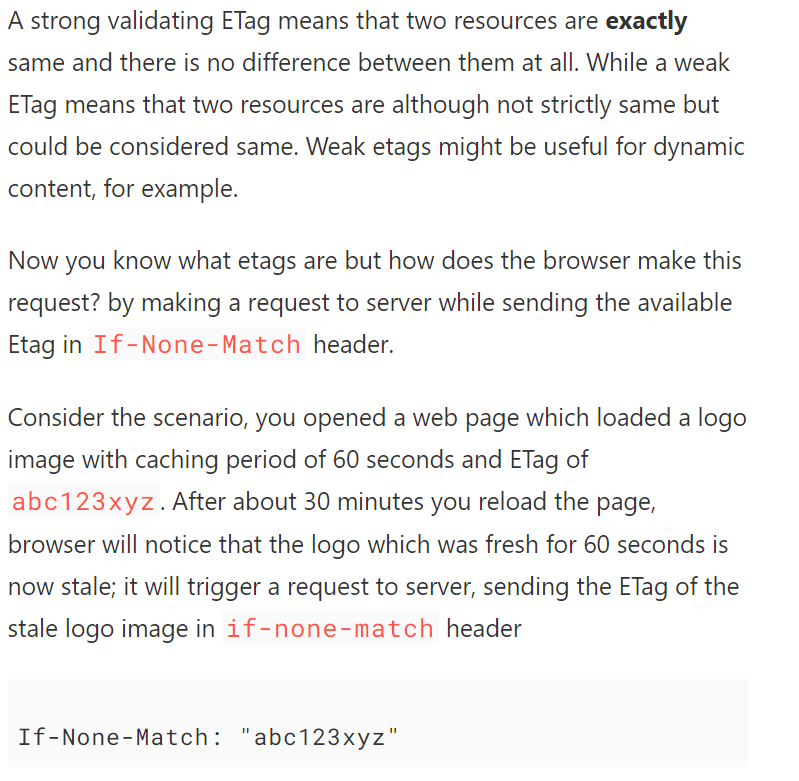 A strong validating ETag means that two resources are exactly
same and there is no difference between them at all. While a weak
ETag means that two resources are although not strictly same but
could be considered same. Weak etags might be useful for dynamic
content, for example.
Now you know what etags are but how does the browser make this
request? by making a request to server while sending the available
Etag in If-None-Match header.
Consider the scenario, you opened a web page which loaded a logo
image with caching period of 60 seconds and ETag of
abc123xyz. After about 30 minutes you reload the page,
browser will notice that the logo which was fresh for 60 seconds is
now stale; it will trigger a request to server, sending the ETag of the
stale logo image in if-none-match header
If-None-Match: "abc123xyz"